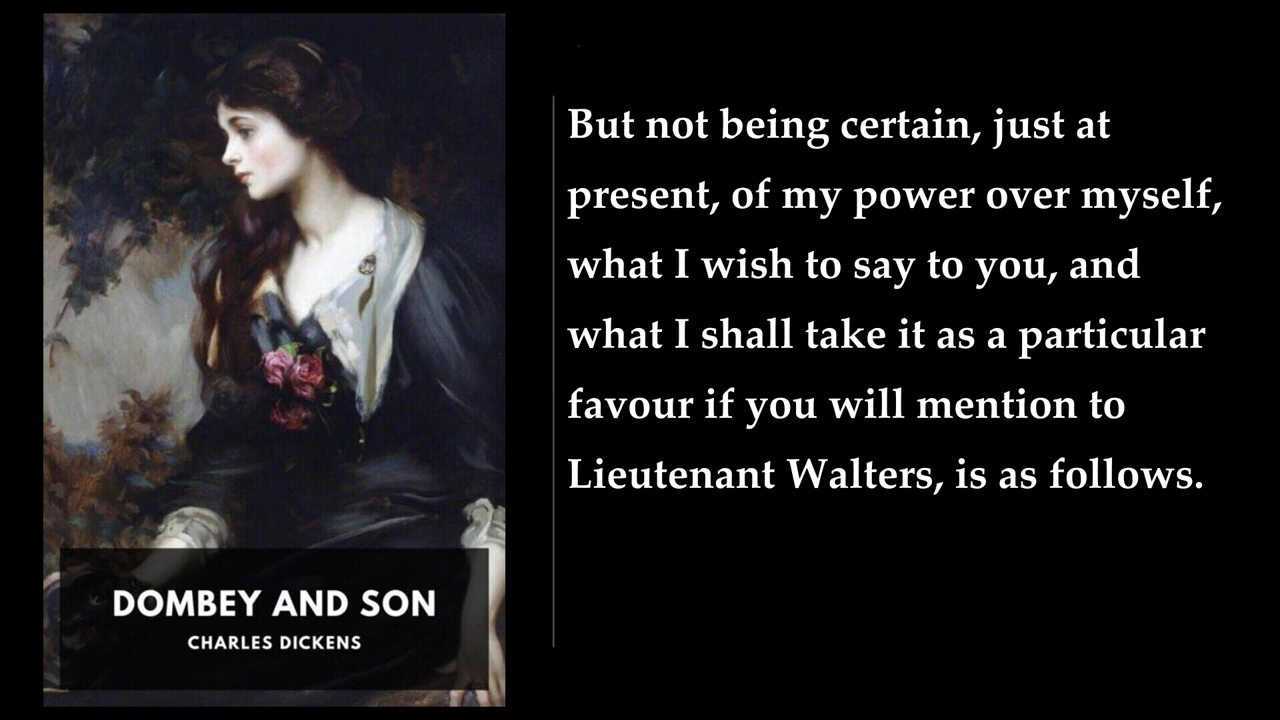 DOMBEY AND SON
CHARLES DICKENS
But not being certain, just at
present, of my power over myself,
what I wish to say to you, and
what I shall take it as a particular
favour if you will mention to
Lieutenant Walters, is as follows.